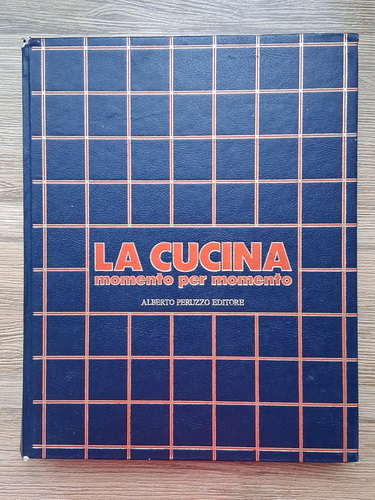 LA CUCINA
momento per momento
ALBERTO PERUZZO EDITORE